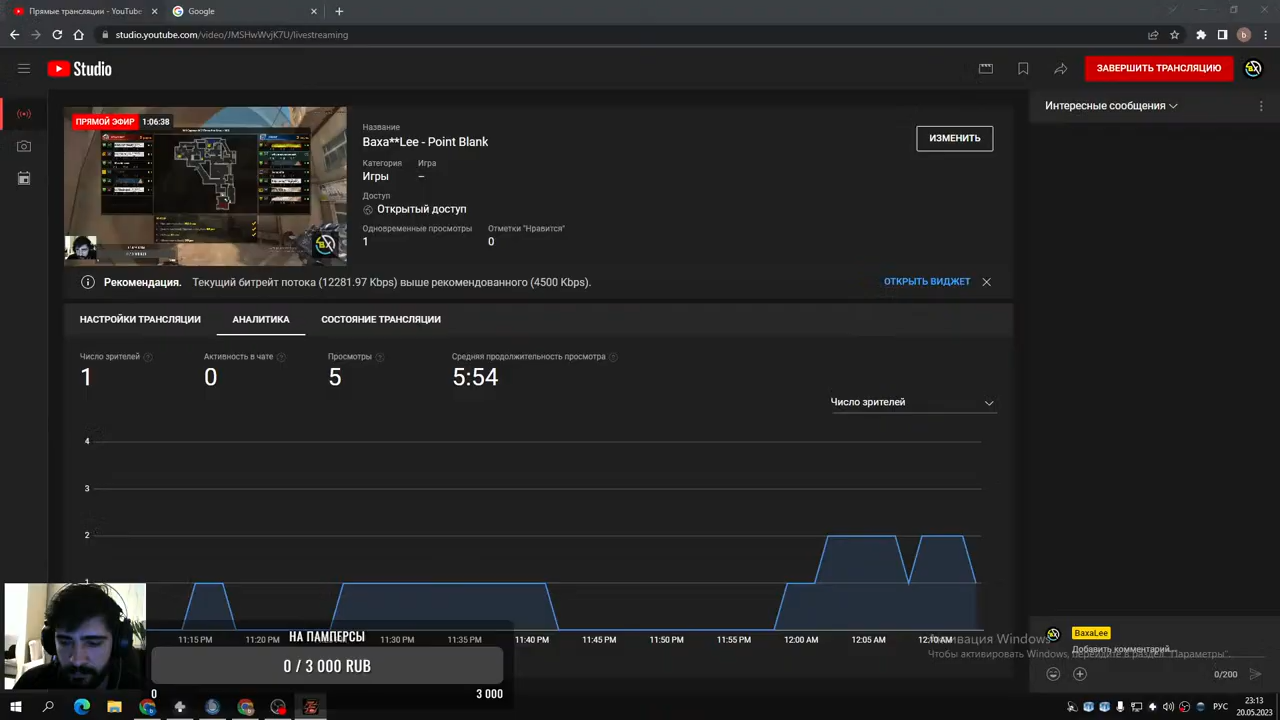 Прямые трансляции - YouTube
Google
studio.youtube.com/video/JMSHwWvjK7U/livestreaming
Studio
ЗАВЕРШИТЬ ТРАНСЛЯЦИЮ
ПРЯМОЙ ЭФИР 1:06:38
Название
Baxa**Lee - Point Blank
ИЗМЕНИТЬ
Категория Игра
Игры –
Доступ
Открытый доступ
Одновременные просмотры Отметки "Нравится"
1 0
Интересные сообщения
Рекомендация. Текущий битрейт потока (12281.97 Kbps) выше рекомендованного (4500 Kbps).
ОТКРЫТЬ ВИДЖЕТ
НАСТРОЙКИ ТРАНСЛЯЦИИ АНАЛИТИКА СОСТОЯНИЕ ТРАНСЛЯЦИИ
Число зрителей Активность в чате Просмотры Средняя продолжительность просмотра
1 0 5 5:54
Число зрителей
4
3
2
1
11:15 PM 11:20 PM 11:30 PM 11:35 PM 11:40 PM 11:45 PM 11:50 PM 11:55 PM 12:00 AM 12:05 AM 12:10 AM
НА ПАМПЕРСЫ
0 / 3 000 RUB
0 3 000
Активация Windows
Чтобы активировать Windows, перейдите в раздел "Параметры".
BaxaLee
Добавить комментарий...
0/200
РУС
23:13
20.05.2023